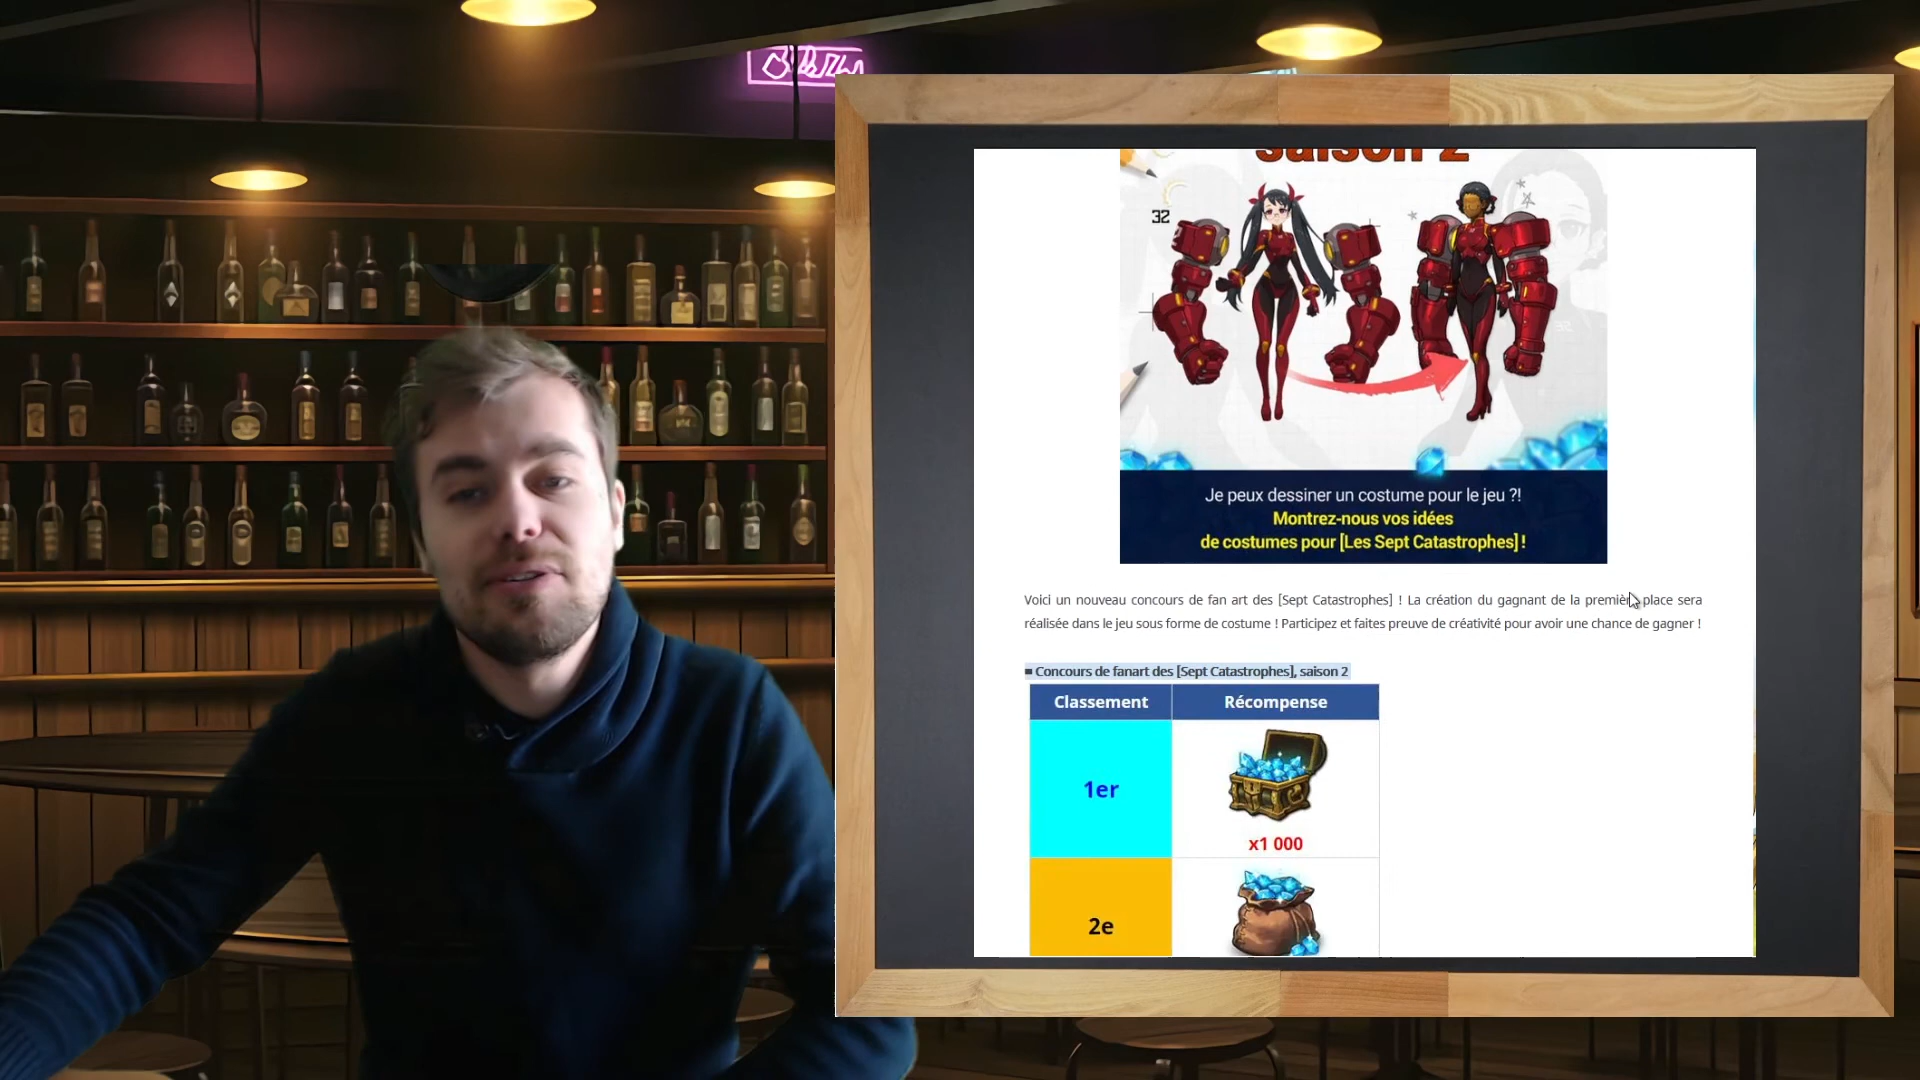 saison 2
32
Je peux dessiner un costume pour le jeu ?!
Montrez-nous vos idées
de costumes pour [Les Sept Catastrophes] !
Voici un nouveau concours de fan art des [Sept Catastrophes] ! La création du gagnant de la première place sera
réalisée dans le jeu sous forme de costume ! Participez et faites preuve de créativité pour avoir une chance de gagner !
■ Concours de fanart des [Sept Catastrophes], saison 2
Classement Récompense
1er
x1 000
2e